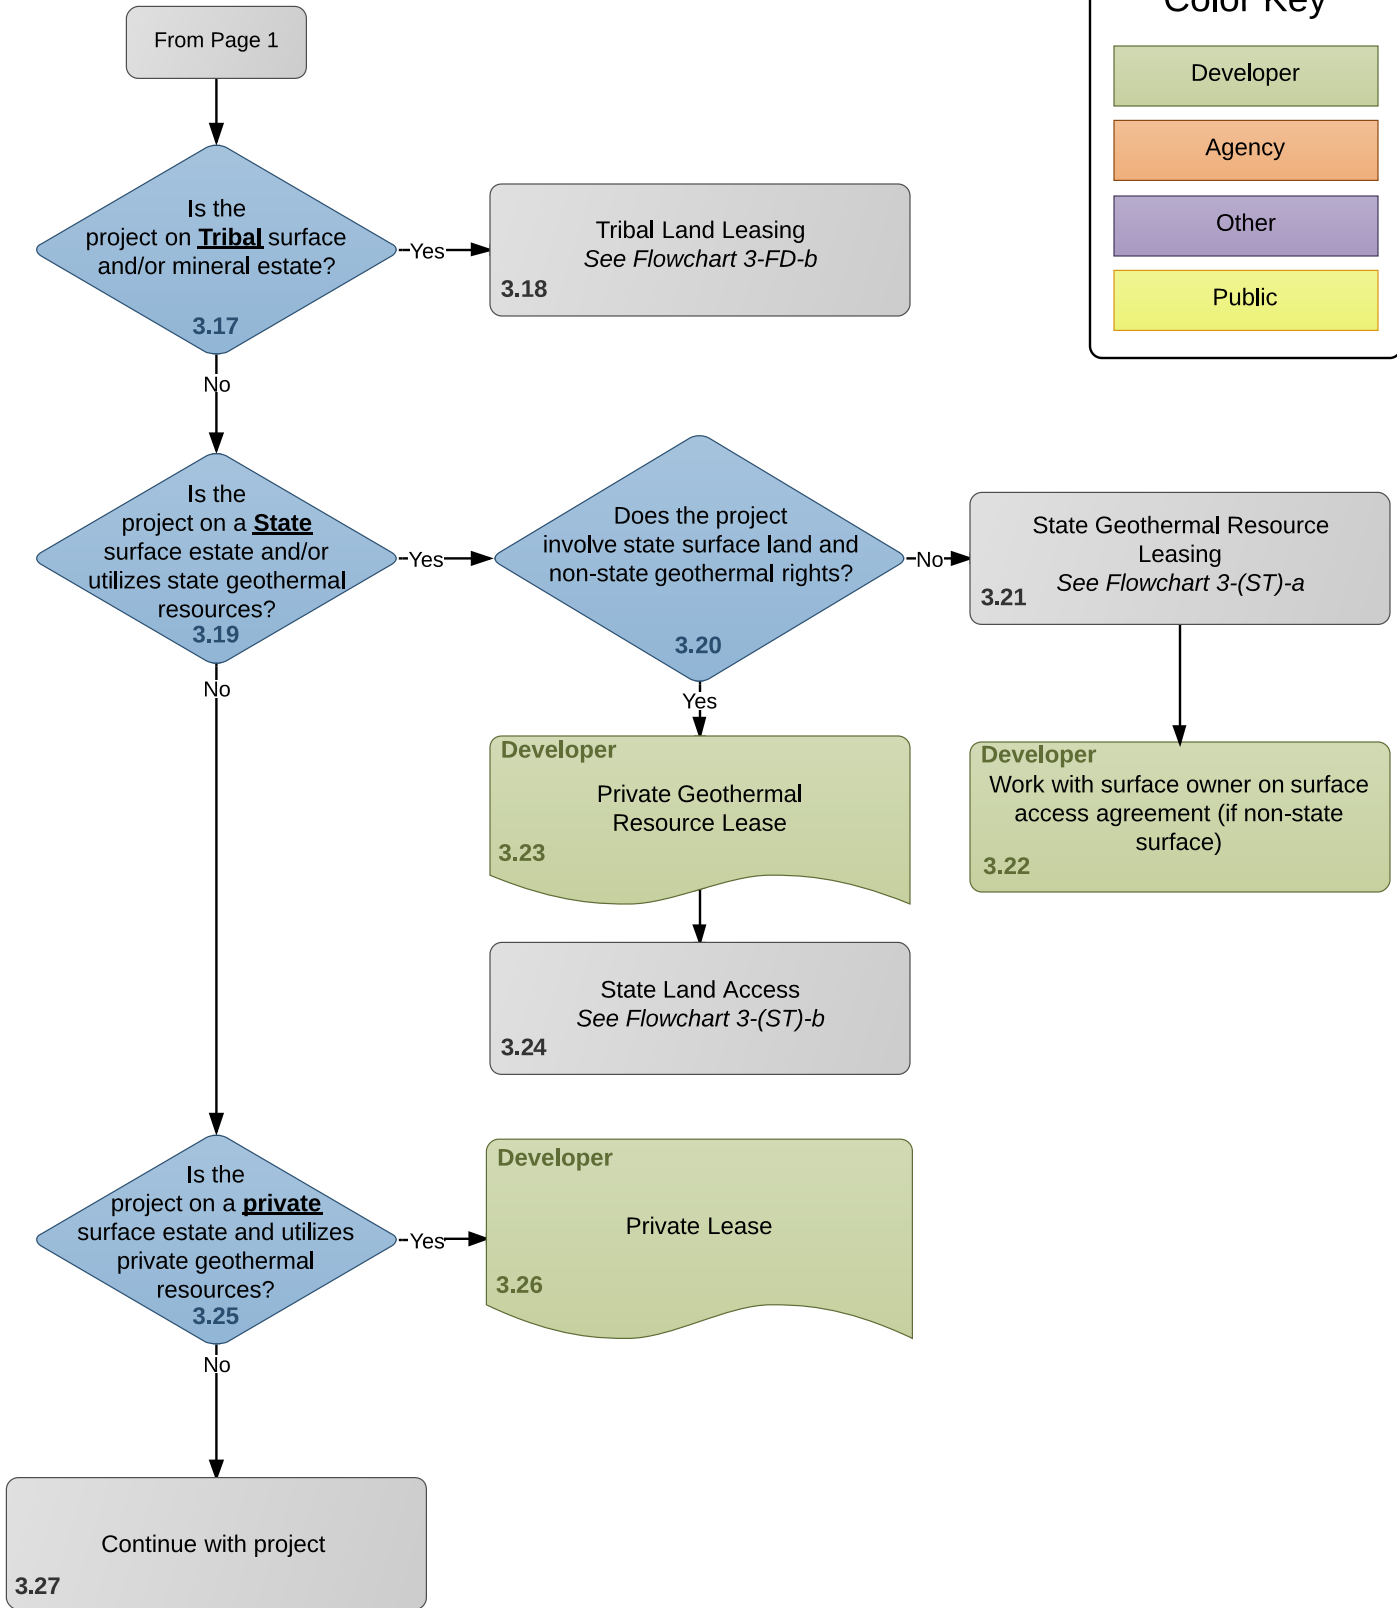 From Page 1
Color Key
Developer
Agency
Other
Public
Is the
project on Tribal surface
and/or mineral estate?
3.17
Yes
Tribal Land Leasing
See Flowchart 3-FD-b
3.18
No
Is the
project on a State
surface estate and/or
utilizes state geothermal
resources?
3.19
Yes
Does the project
involve state surface land and
non-state geothermal rights?
3.20
No
State Geothermal Resource
Leasing
See Flowchart 3-(ST)-a
3.21
Yes
Developer
Private Geothermal
Resource Lease
3.23
Developer
Work with surface owner on surface
access agreement (if non-state
surface)
3.22
State Land Access
See Flowchart 3-(ST)-b
3.24
No
Is the
project on a private
surface estate and utilizes
private geothermal
resources?
3.25
Yes
Developer
Private Lease
3.26
No
Continue with project
3.27